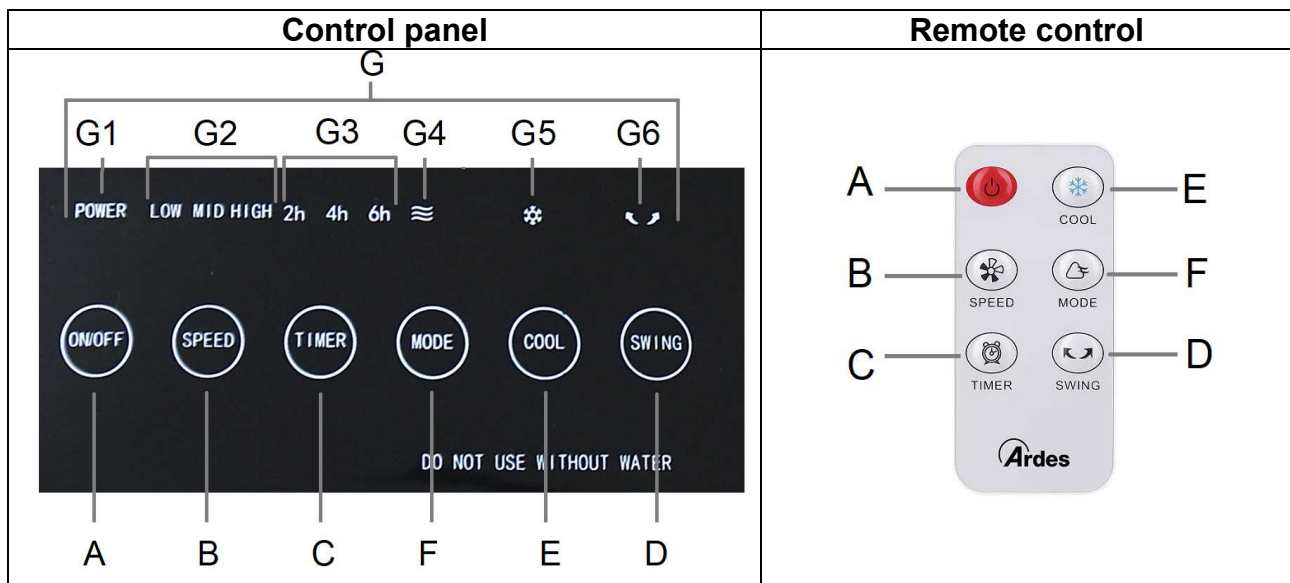 Control panel
Remote control
G
G1 G2 G3 G4 G5 G6
POWER LOW MID HIGH 2h 4h 6h
ON/OFF SPEED TIMER MODE COOL SWING
DO NOT USE WITHOUT WATER
A B C F E D
A E
COOL
B F
SPEED MODE
C D
TIMER SWING
Ardes